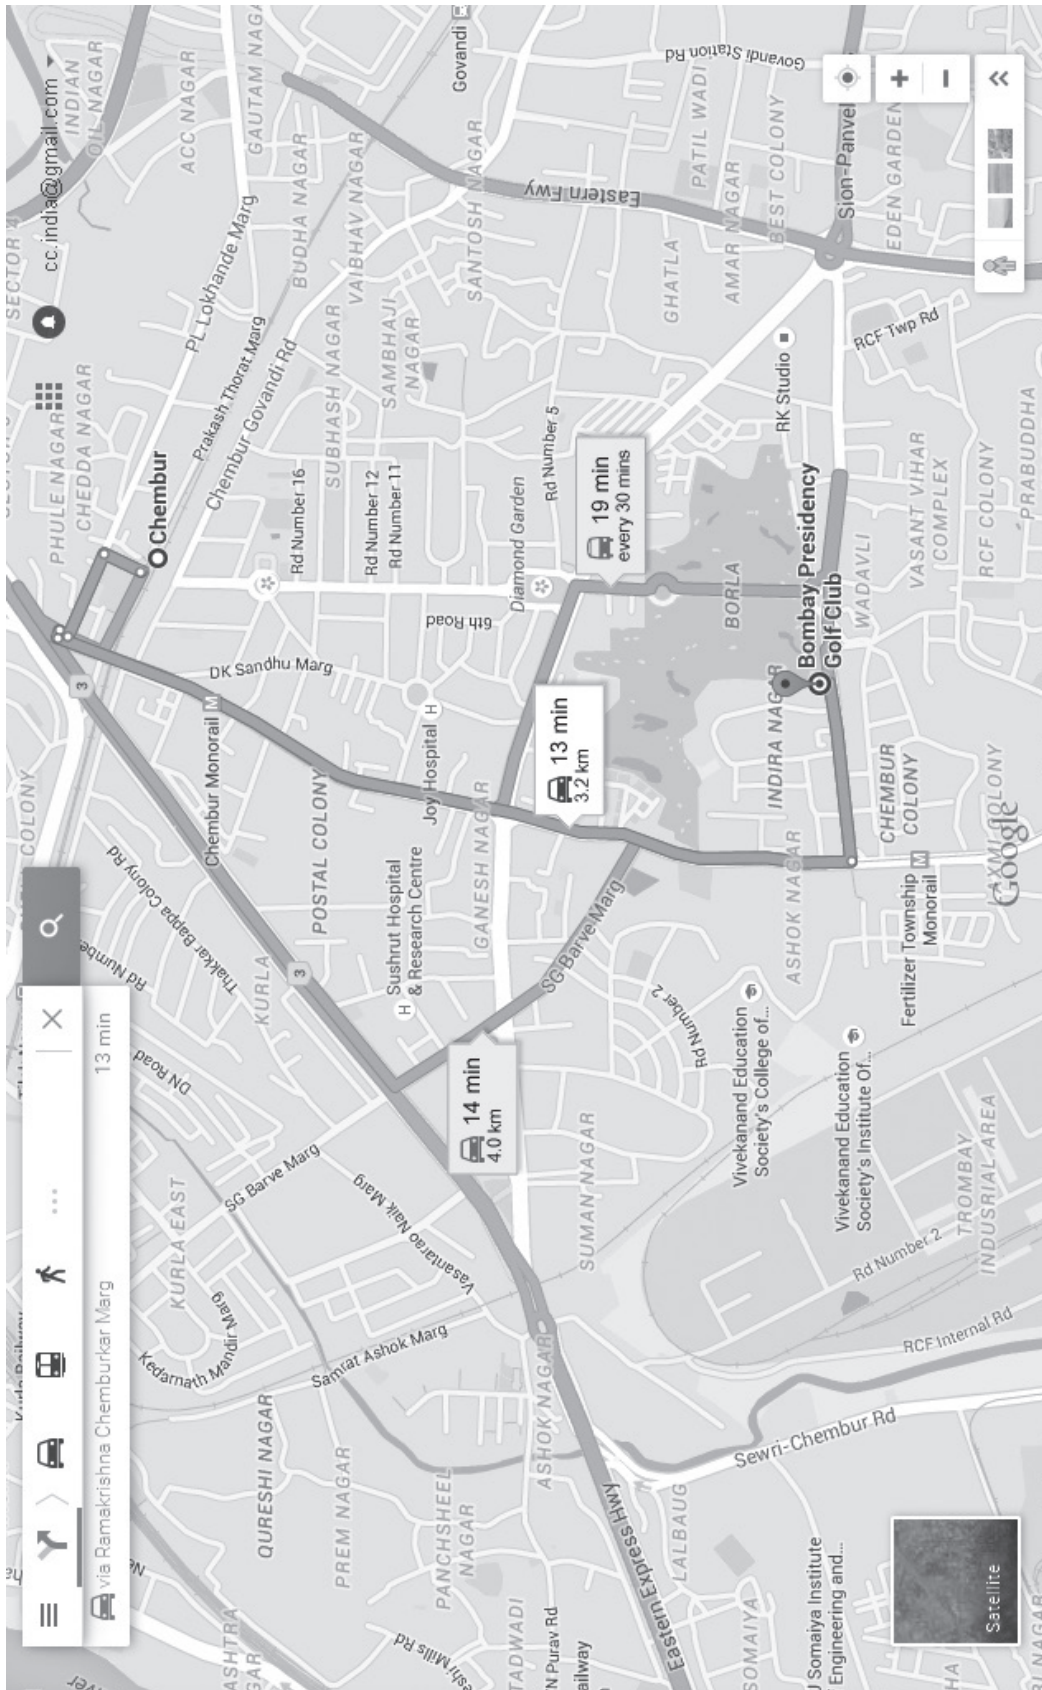 via Ramakrishna Chemburkar Marg
13 min
cc.india@gmail.com
INDIAN
OIL NAGAR
SECTOR 4
ACC NAGAR
GAUTAM NAGA
PHULE NAGAR
CHEDDA NAGAR
PL Lokhande Marg
Prakash Thorat Marg
Chembur Govandi Rd
BUDHA NAGAR
VAIBHAV NAGAR
Govandi
Govandi Station Rd
Chembur
SUBHASH NAGAR
SAMBHAJI
NAGAR
SANTOSH NAGAR
Eastern Fwy
PATIL WADI
AMAR NAGAR
BEST COLONY
GHATLA
Sion-Panvel
EDEN GARDEN
Rd Number 16
Rd Number 12
Rd Number 11
Rd Number 5
Diamond Garden
6th Road
DK Sandhu Marg
3
Chembur Monorail
M
COLONY
POSTAL COLONY
Joy Hospital
H
GANESH NAGAR
19 min
every 30 mins
13 min
3.2 km
RK Studio
RCF Twp Rd
BORLA
Bombay Presidency
Golf Club
WADAVLI
VASANT VIHAR
COMPLEX
RCF COLONY
PRABUDDHA
INDIRA NAGAR
CHEMBUR
COLONY
ASHOK NAGAR
Fertilizer Township
Monorail
M
Google
Rd Number
Thakkar Bappa Colony Rd
KURLA
3
Sushrut Hospital
& Research Centre
H
SG Barve Marg
Rd Number 2
DN Road
14 min
4.0 km
Vivekanand Education
Society's College of...
Vivekanand Education
Society's Institute Of...
SUMAN NAGAR
TROMBAY
INDUSRIAL AREA
Rd Number 2
RCF Internal Rd
KURLA EAST
SG Barve Marg
Vasantarao Naik Marg
Kedarnath Mandir Marg
Samrat Ashok Marg
QURESHI NAGAR
PREM NAGAR
PANCHSHEEL
NAGAR
ASHOK NAGAR
Sewri-Chembur Rd
Eastern Express Hwy
LALBAUG
SOMAIYA
J Somaiya Institute
Engineering and...
Satellite